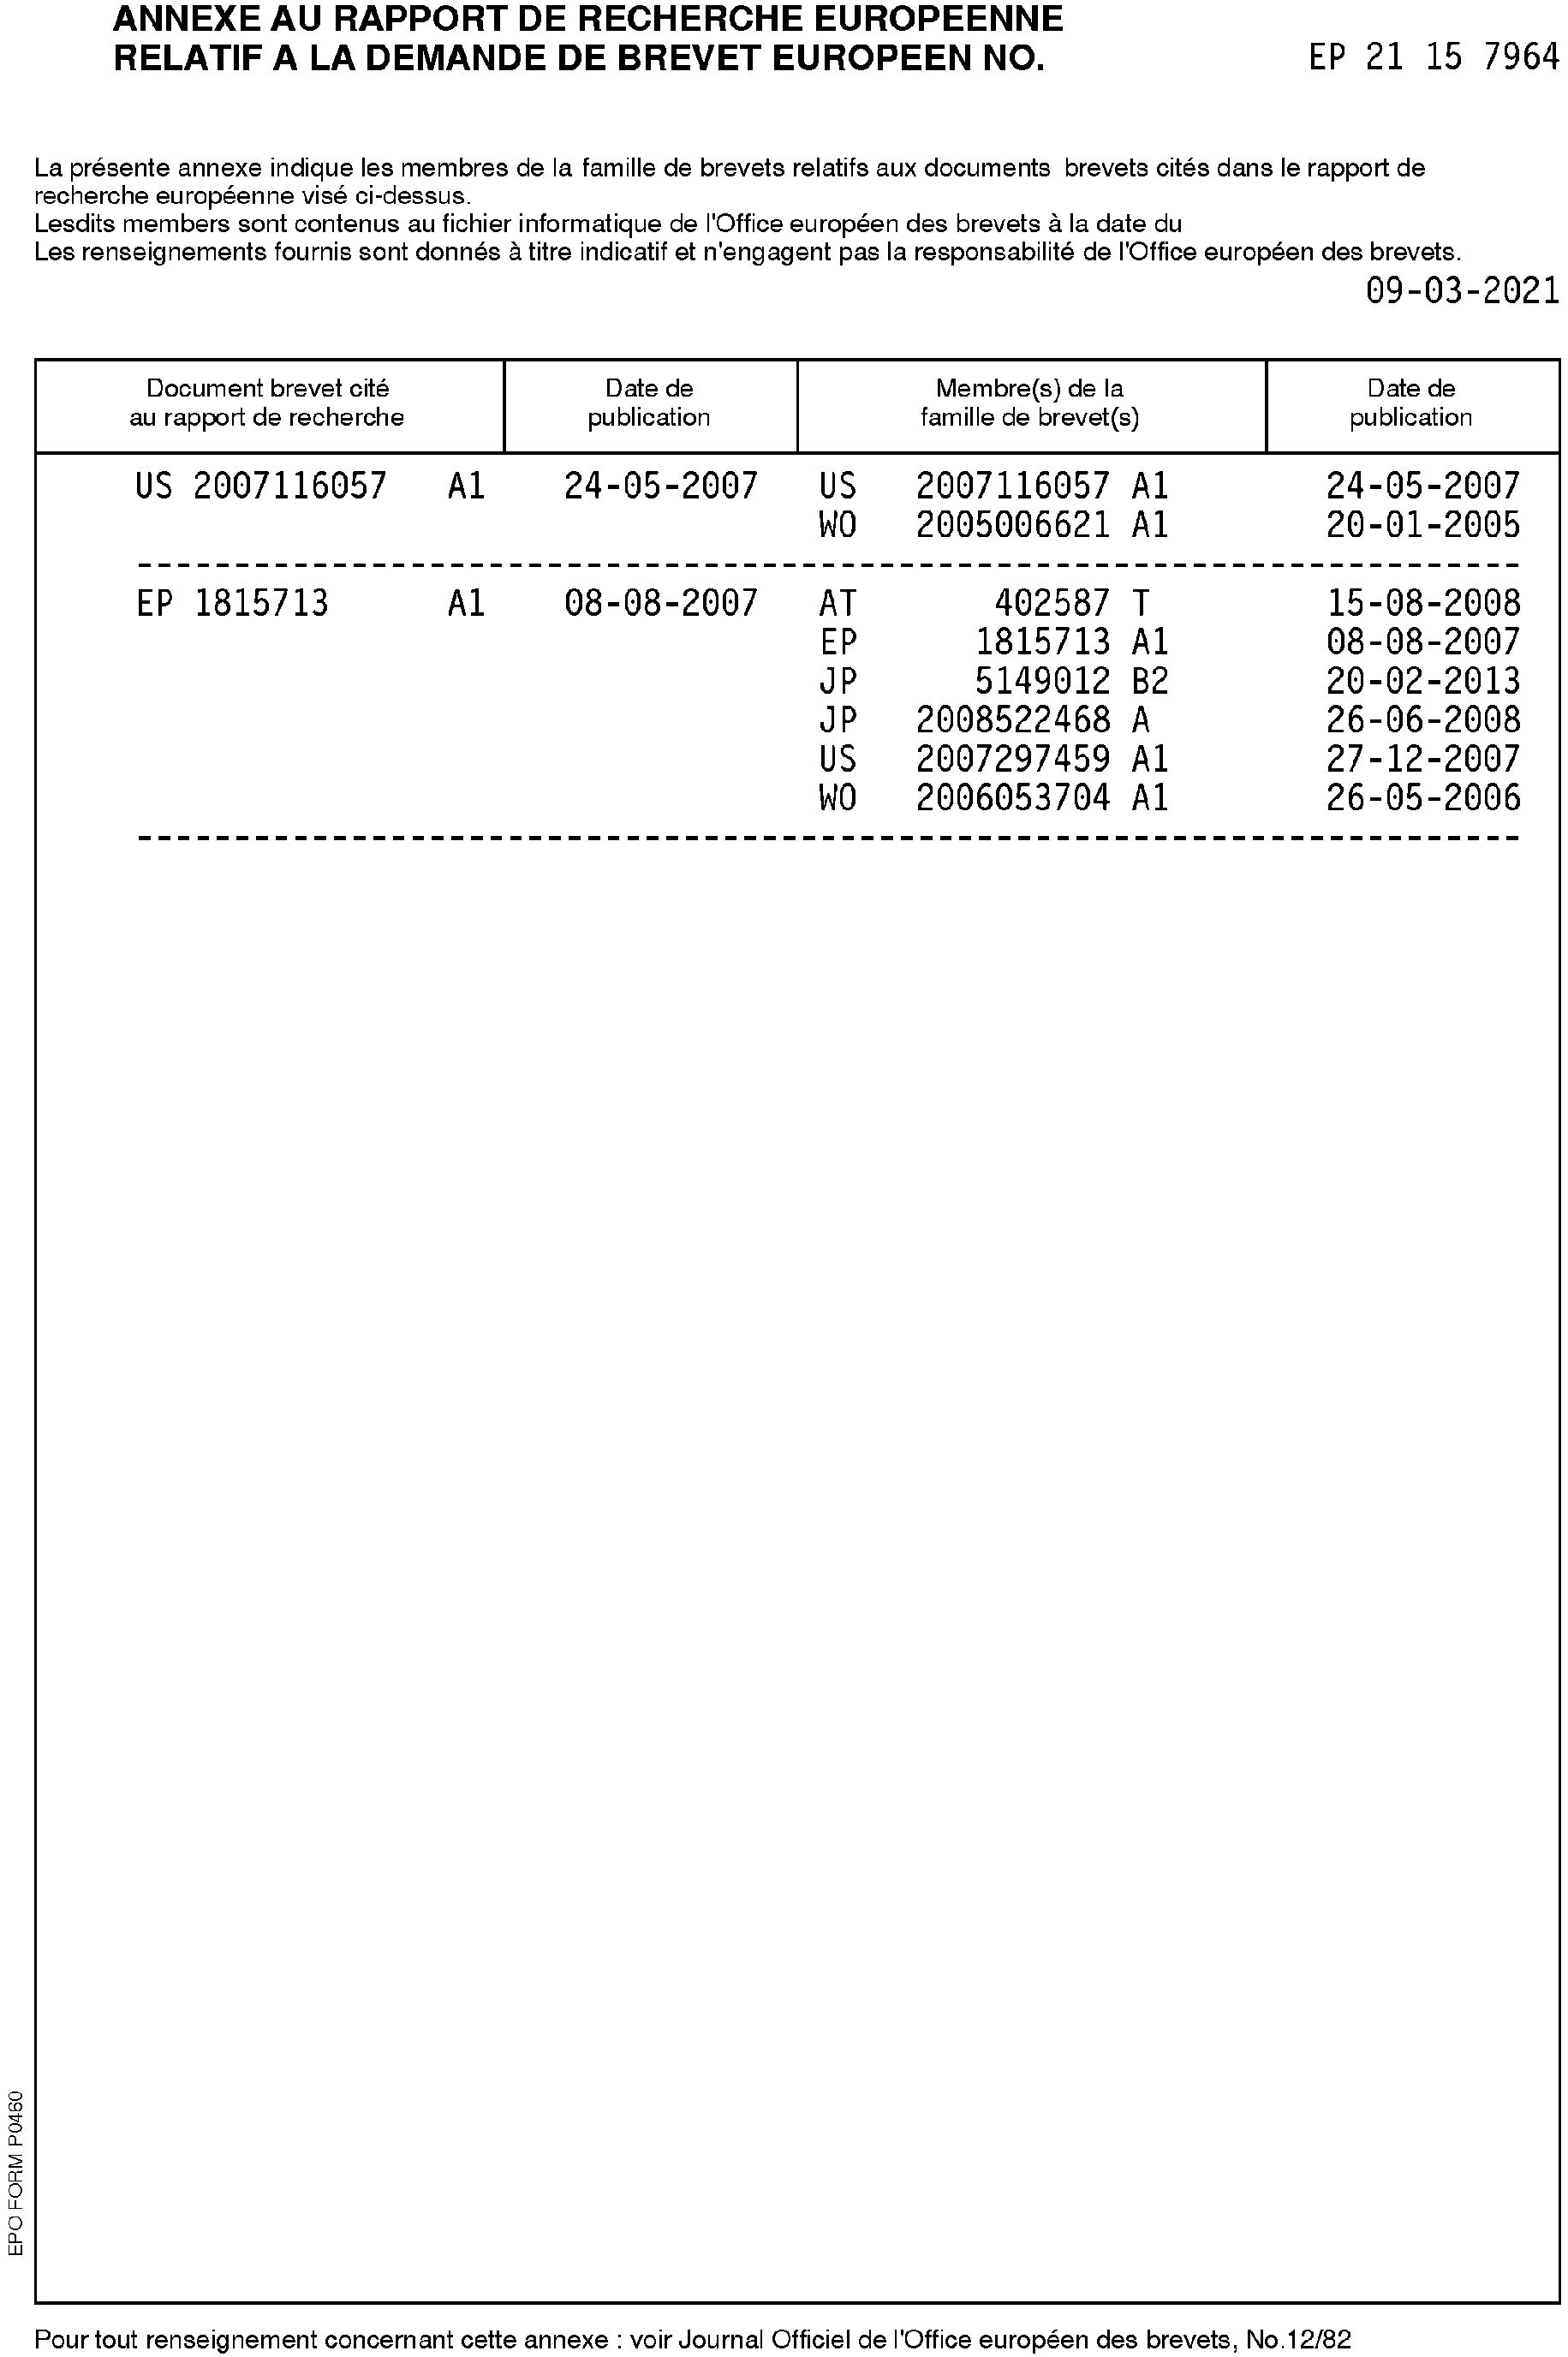 ANNEXE AU RAPPORT DE RECHERCHE EUROPEENNE
RELATIF A LA DEMANDE DE BREVET EUROPEEN NO. EP 21 15 7964
La présente annexe indique les membres de la famille de brevets relatifs aux documents brevets cités dans le rapport de
recherche européenne visé ci-dessus.
Lesdits members sont contenus au fichier informatique de l'Office européen des brevets à la date du
Les renseignements fournis sont donnés à titre indicatif et n'engagent pas la responsabilité de l'Office européen des brevets.
09-03-2021
Document brevet cité Date de Membre(s) de la Date de
au rapport de recherche publication famille de brevet(s) publication
US 2007116057 A1 24-05-2007 US 2007116057 A1 24-05-2007
WO 2005006621 A1 20-01-2005
EP 1815713 A1 08-08-2007 AT 402587 T 15-08-2008
EP 1815713 A1 08-08-2007
JP 5149012 B2 20-02-2013
JP 2008522468 A 26-06-2008
US 2007297459 A1 27-12-2007
WO 2006053704 A1 26-05-2006
EPO FORM P0460
Pour tout renseignement concernant cette annexe : voir Journal Officiel de l'Office européen des brevets, No.12/82